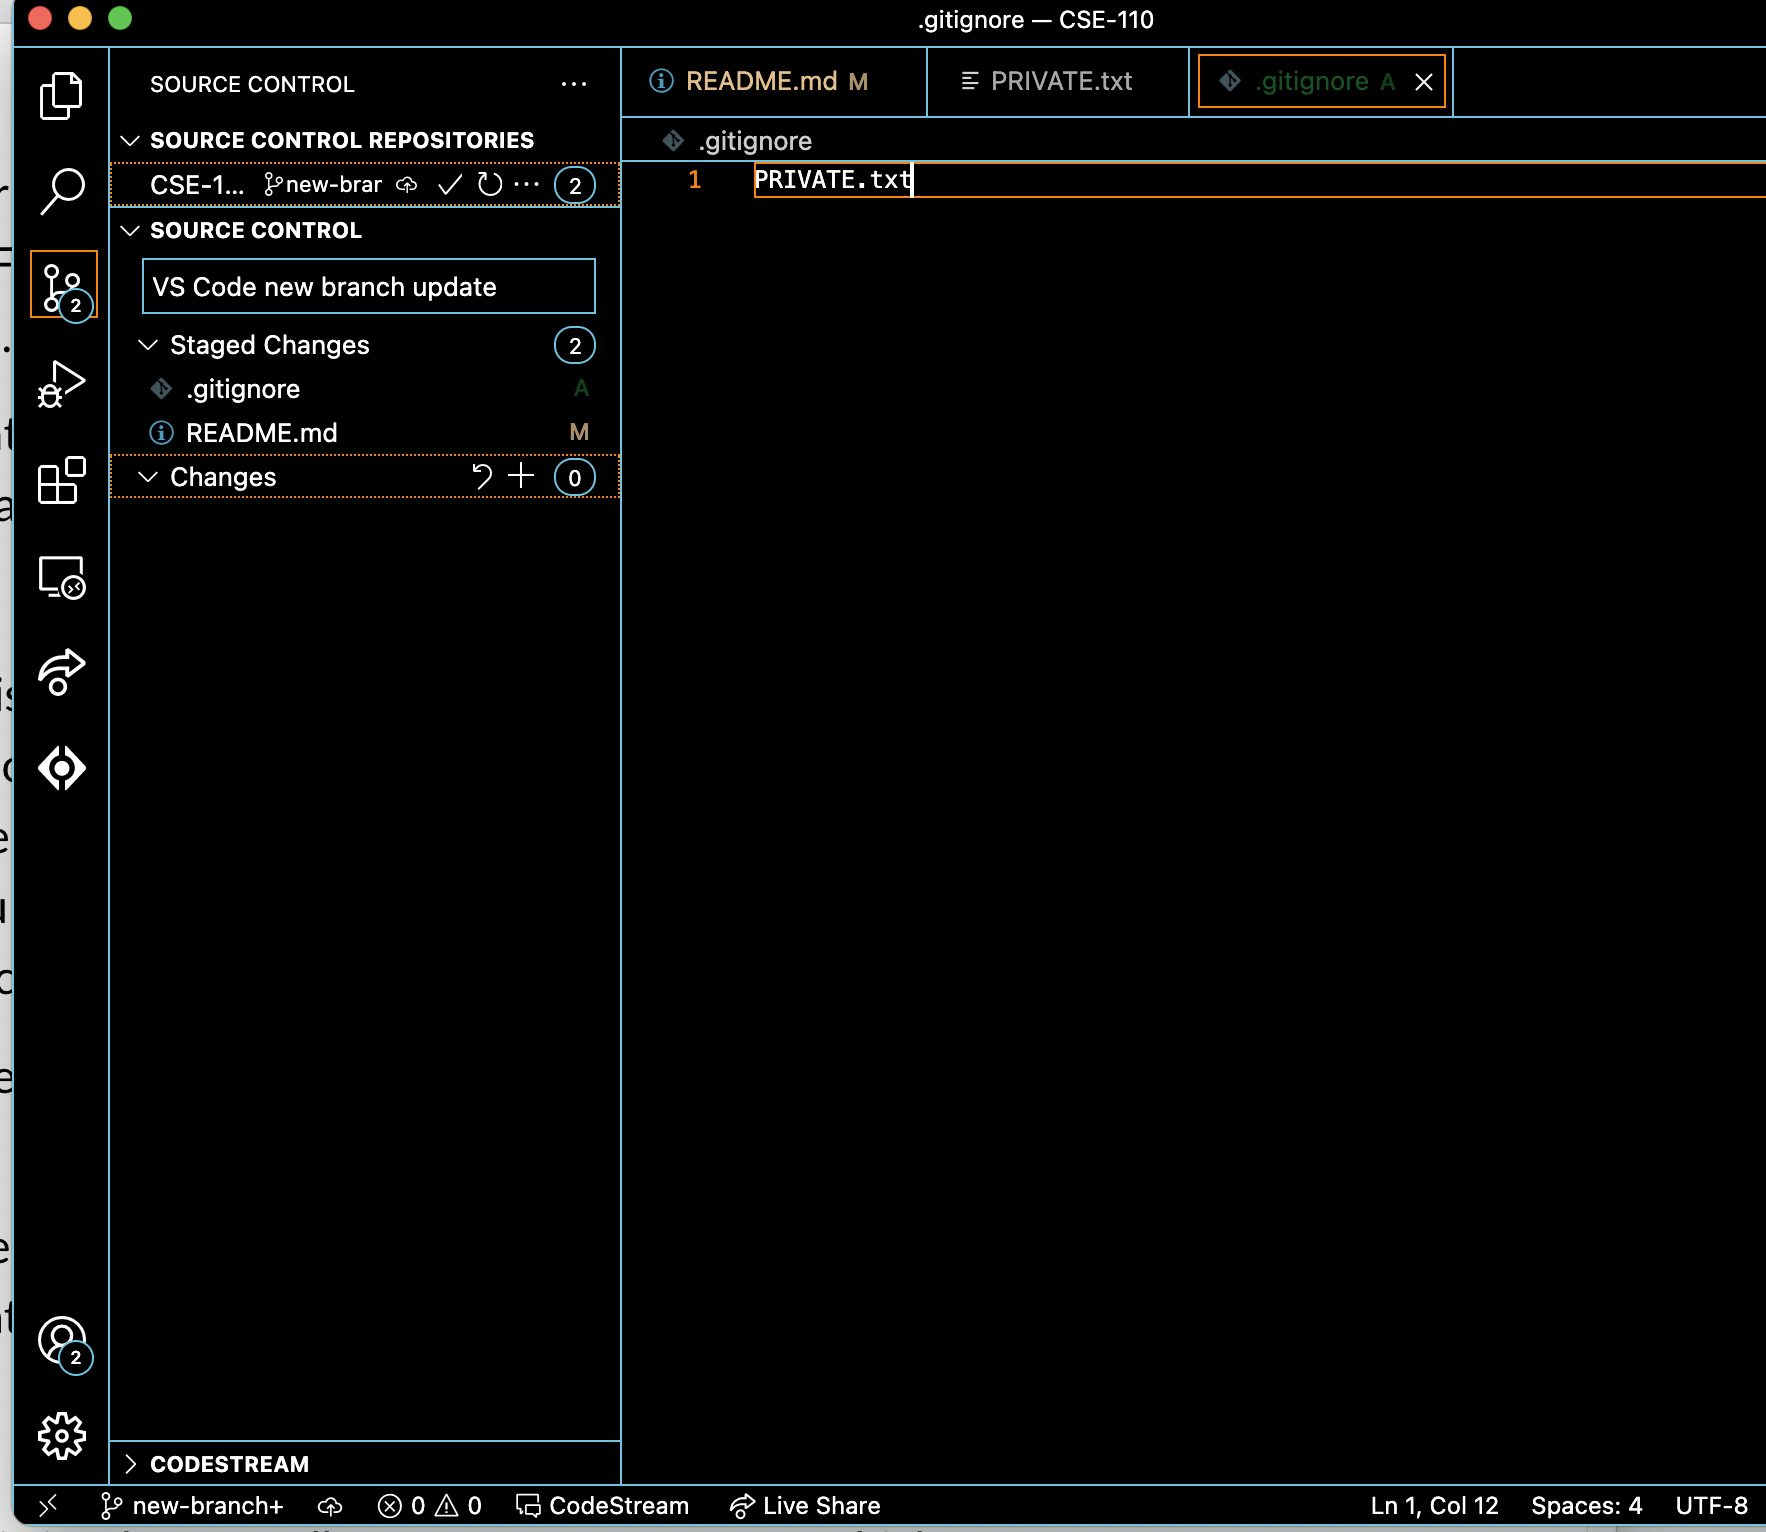 .gitignore — CSE-110
SOURCE CONTROL ...
README.md M
PRIVATE.txt
.gitignore A
SOURCE CONTROL REPOSITORIES
CSE-1... new-brar ... 2
.gitignore
1 PRIVATE.txt
SOURCE CONTROL
VS Code new branch update
2
Staged Changes 2
.gitignore A
README.md M
Changes 0
2
CODESTREAM
new-branch+ 0 0 CodeStream Live Share Ln 1, Col 12 Spaces: 4 UTF-8